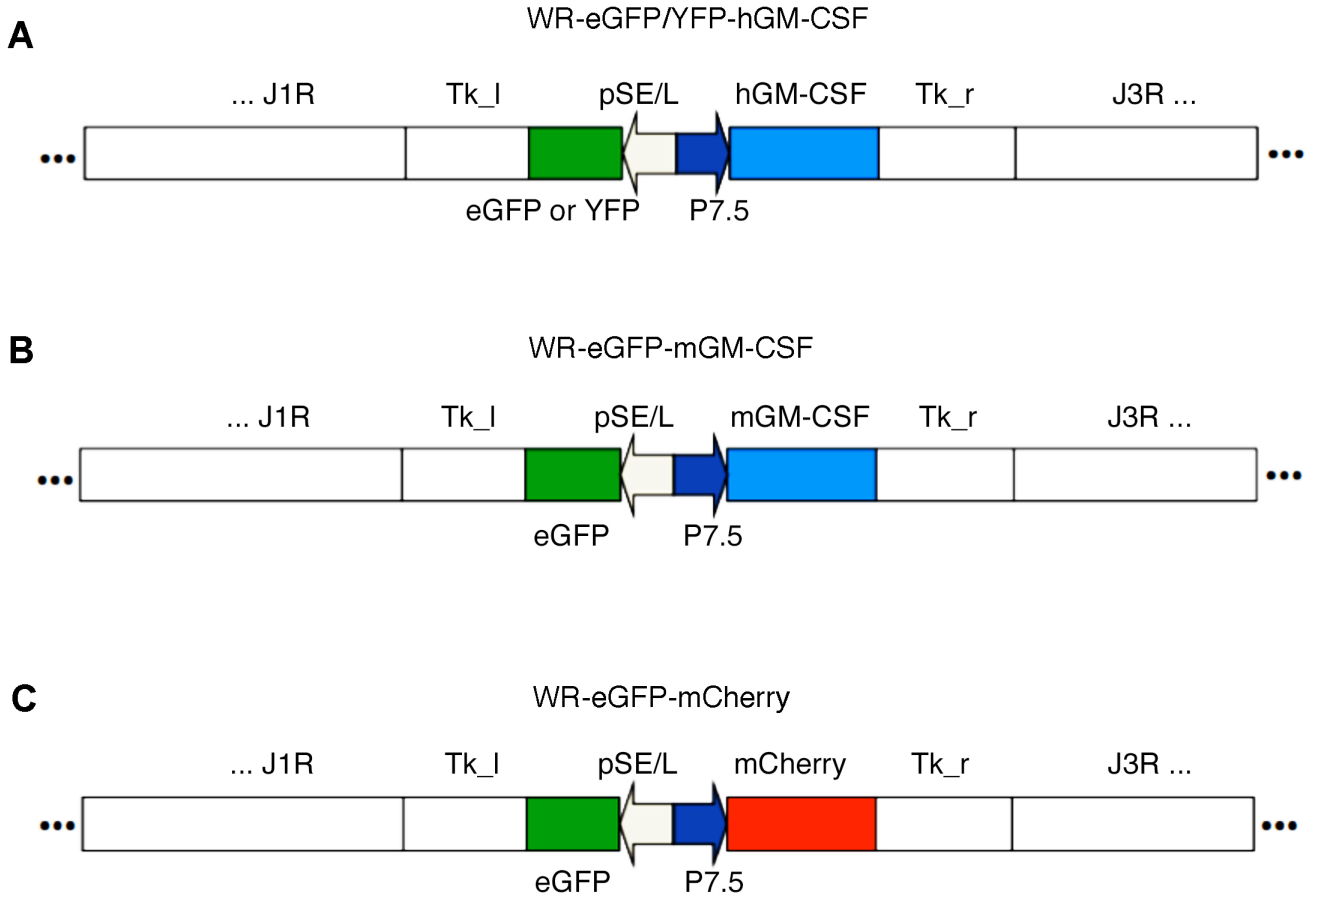 A
WR-eGFP/YFP-hGM-CSF
... J1R Tk_l pSE/L hGM-CSF Tk_r J3R ...
eGFP or YFP P7.5
B
WR-eGFP-mGM-CSF
... J1R Tk_l pSE/L mGM-CSF Tk_r J3R ...
eGFP P7.5
C
WR-eGFP-mCherry
... J1R Tk_l pSE/L mCherry Tk_r J3R ...
eGFP P7.5